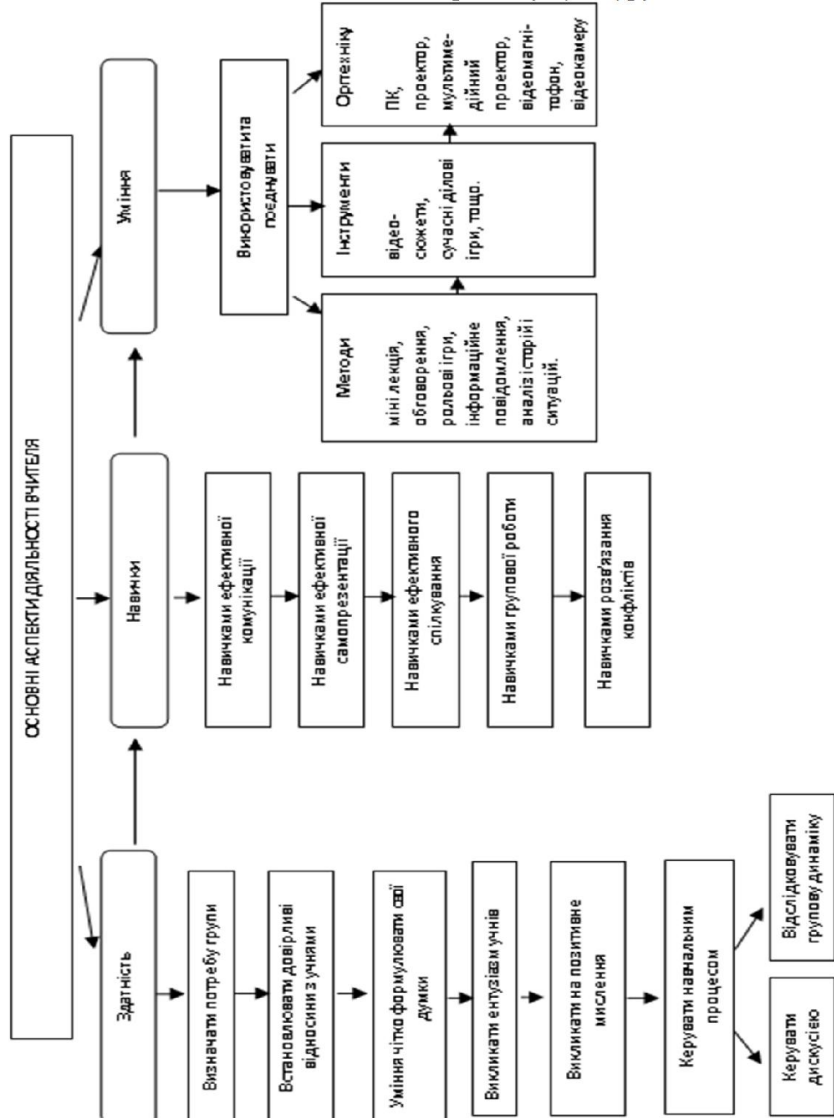 ОСНОВНІ АСПЕКТИ ДІЯЛЬНОСТІ ВЧИТЕЛЯ
Здатність
Навички
Уміння
Визначати потребу групи
Встановлювати довірливі
відносини з учнями
Уміння чітко формулювати свої
думки
Викликати ентузіазм учнів
Викликати на позитивне
мислення
Керувати навчальним
процесом
Керувати
дискусією
Відслідковувати
групову динаміку
Навичками ефективної
комунікації
Навичками ефективної
самопрезентації
Навичками ефективного
спілкування
Навичками групової роботи
Навичками розв'язання
конфліктів
Використовувати та
поєднувати
Методи
міні лекція,
обговорення,
рольові ігри,
інформаційне
повідомлення,
аналіз історій і
ситуацій.
Інструменти
відео-
сюжети,
сучасні ділові
ігри, тощо.
Оргтехніку
ПК,
проектор,
мультиме-
дійний
проектор,
відеомагні-
тофон,
відеокамеру